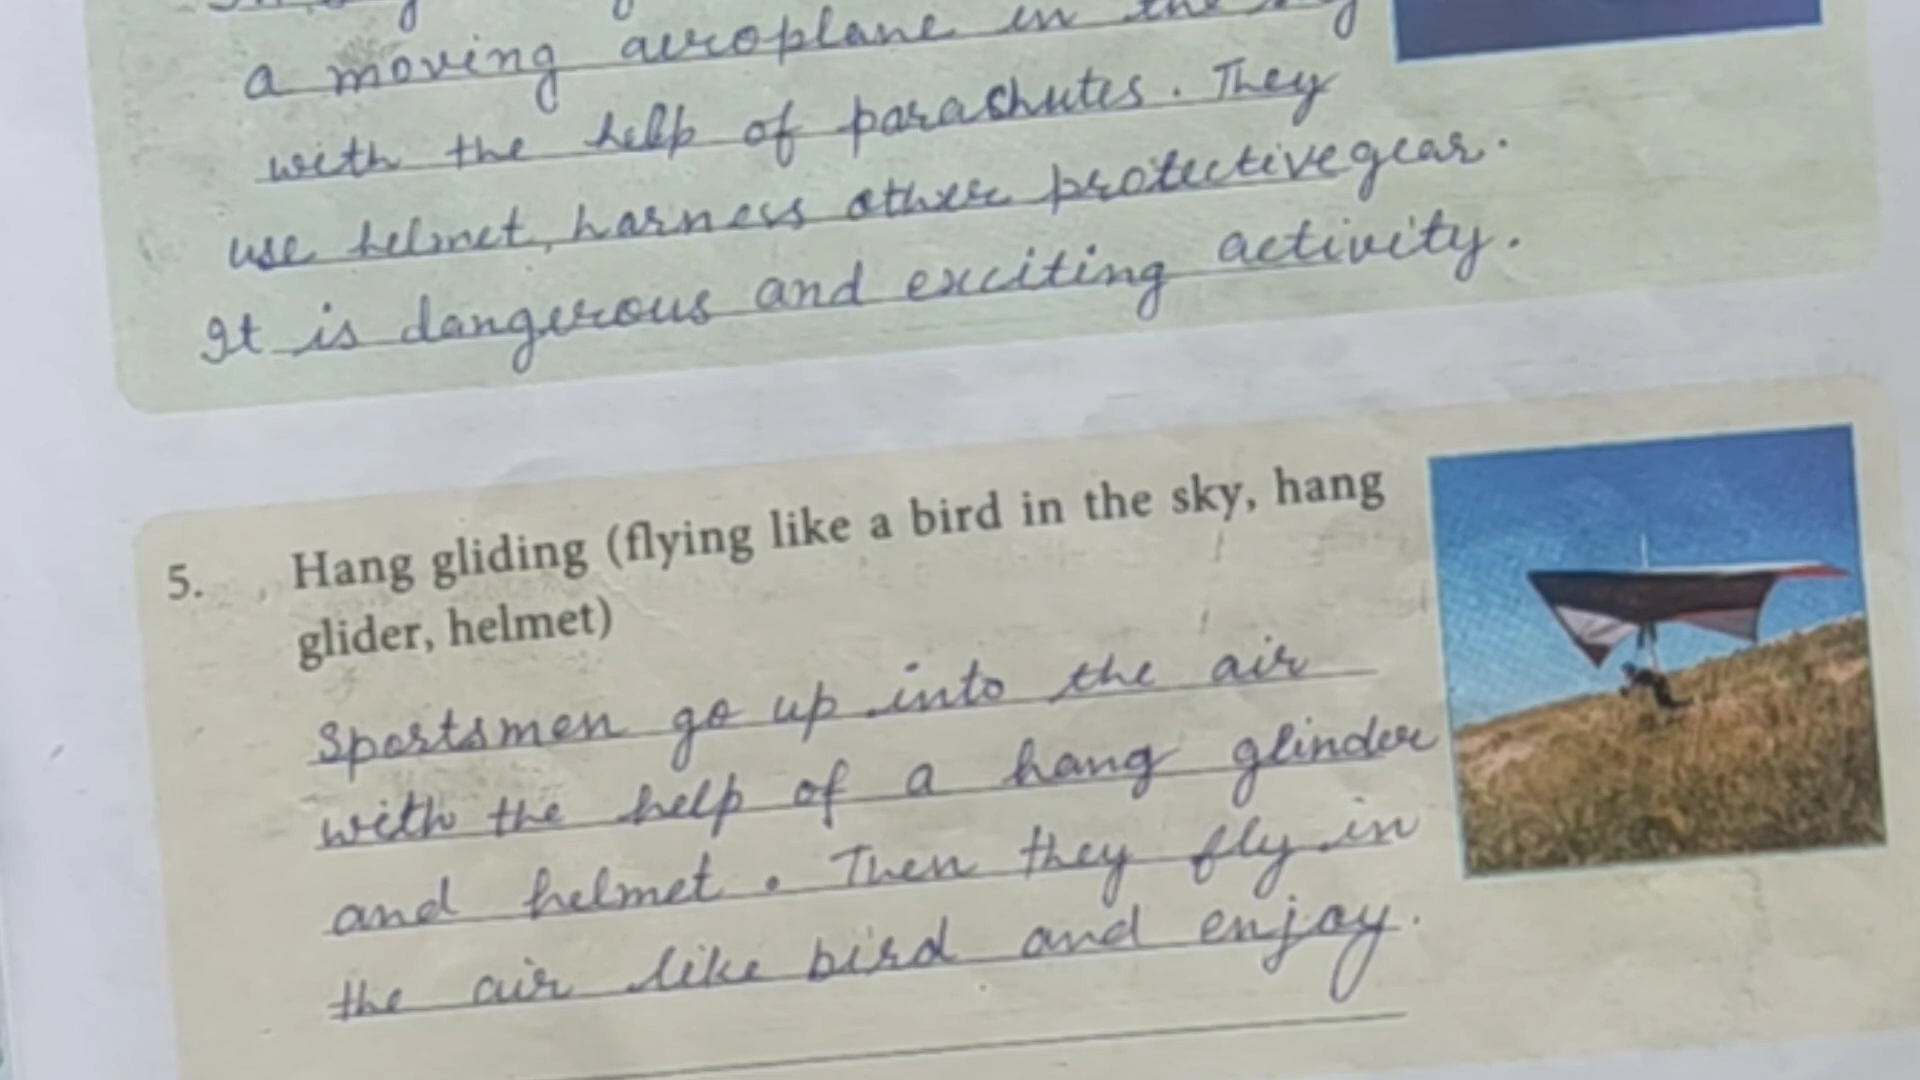 a moving aeroplane in the
with the help of parachutes. They
use helmet, harness other protective gear.
It is dangerous and exciting activity.
5. Hang gliding (flying like a bird in the sky, hang
glider, helmet)
Sportsmen go up into the air
with the help of a hang glinder
and helmet. Then they fly in
the air like bird and enjoy.